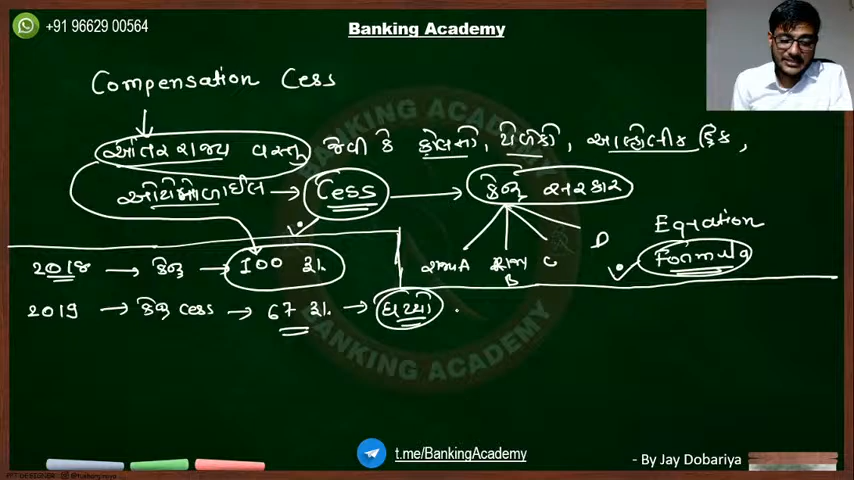 +91 96629 00564
Banking Academy
Compensation Cess
આંતર રાજ્ય વસ્તુ જેવી કે કોલસો, તમાકુ, આલ્હોલીક ડ્રિંક,
ઓટોમોબાઈલ → Cess → કેન્દ્ર સરકાર
રાજ્ય A રાજ્ય B C D
Equation
Formula
2018 → કેન્દ્ર → 100 રૂ.
2019 → કેન્દ્ર cess → 67 રૂ. → ઘટ્યો.
t.me/BankingAcademy
- By Jay Dobariya